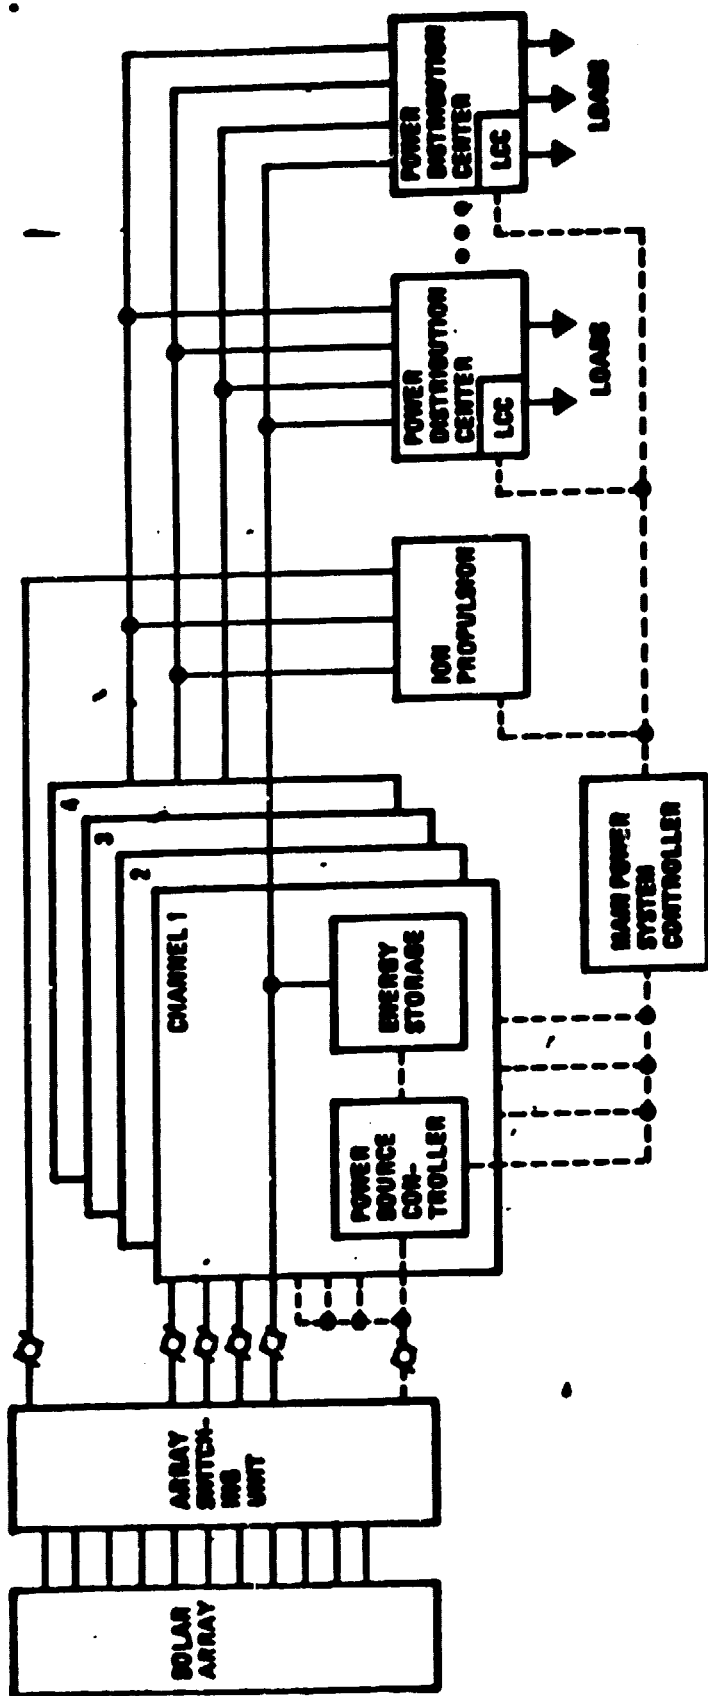 SOLAR
ARRAY
ARRAY
SWITCH-
ING
UNIT
CHANNEL 1
2
3
4
POWER
SOURCE
CON-
TROLLER
ENERGY
STORAGE
MAIN POWER
SYSTEM
CONTROLLER
ION
PROPULSION
POWER
DISTRIBUTION
CENTER
LCC
LOADS
POWER
DISTRIBUTION
CENTER
LCC
LOADS